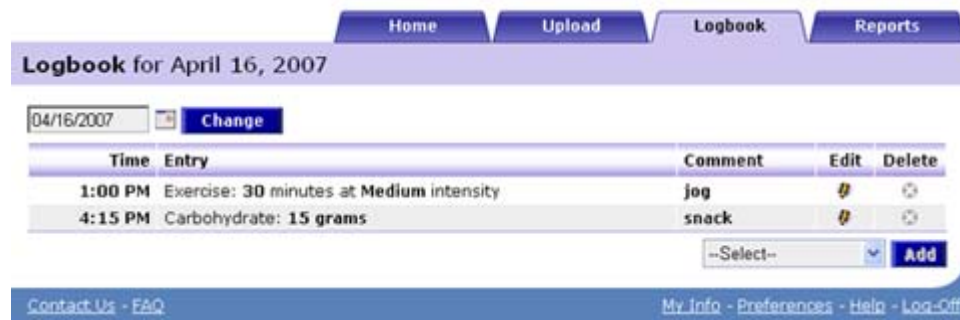 Home Upload Logbook Reports
Logbook for April 16, 2007
04/16/2007 Change
Time Entry Comment Edit Delete
1:00 PM Exercise: 30 minutes at Medium intensity jog
4:15 PM Carbohydrate: 15 grams snack
--Select-- Add
Contact Us - FAQ My Info - Preferences - Help - Log-Off